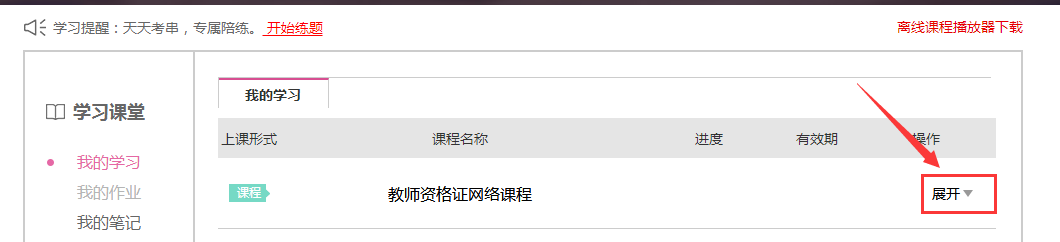 学习提醒：天天考串，专属陪练。 开始练题
离线课程播放器下载
学习课堂
我的学习
我的作业
我的笔记
我的学习
上课形式 课程名称 进度 有效期 操作
课程 教师资格证网络课程 展开